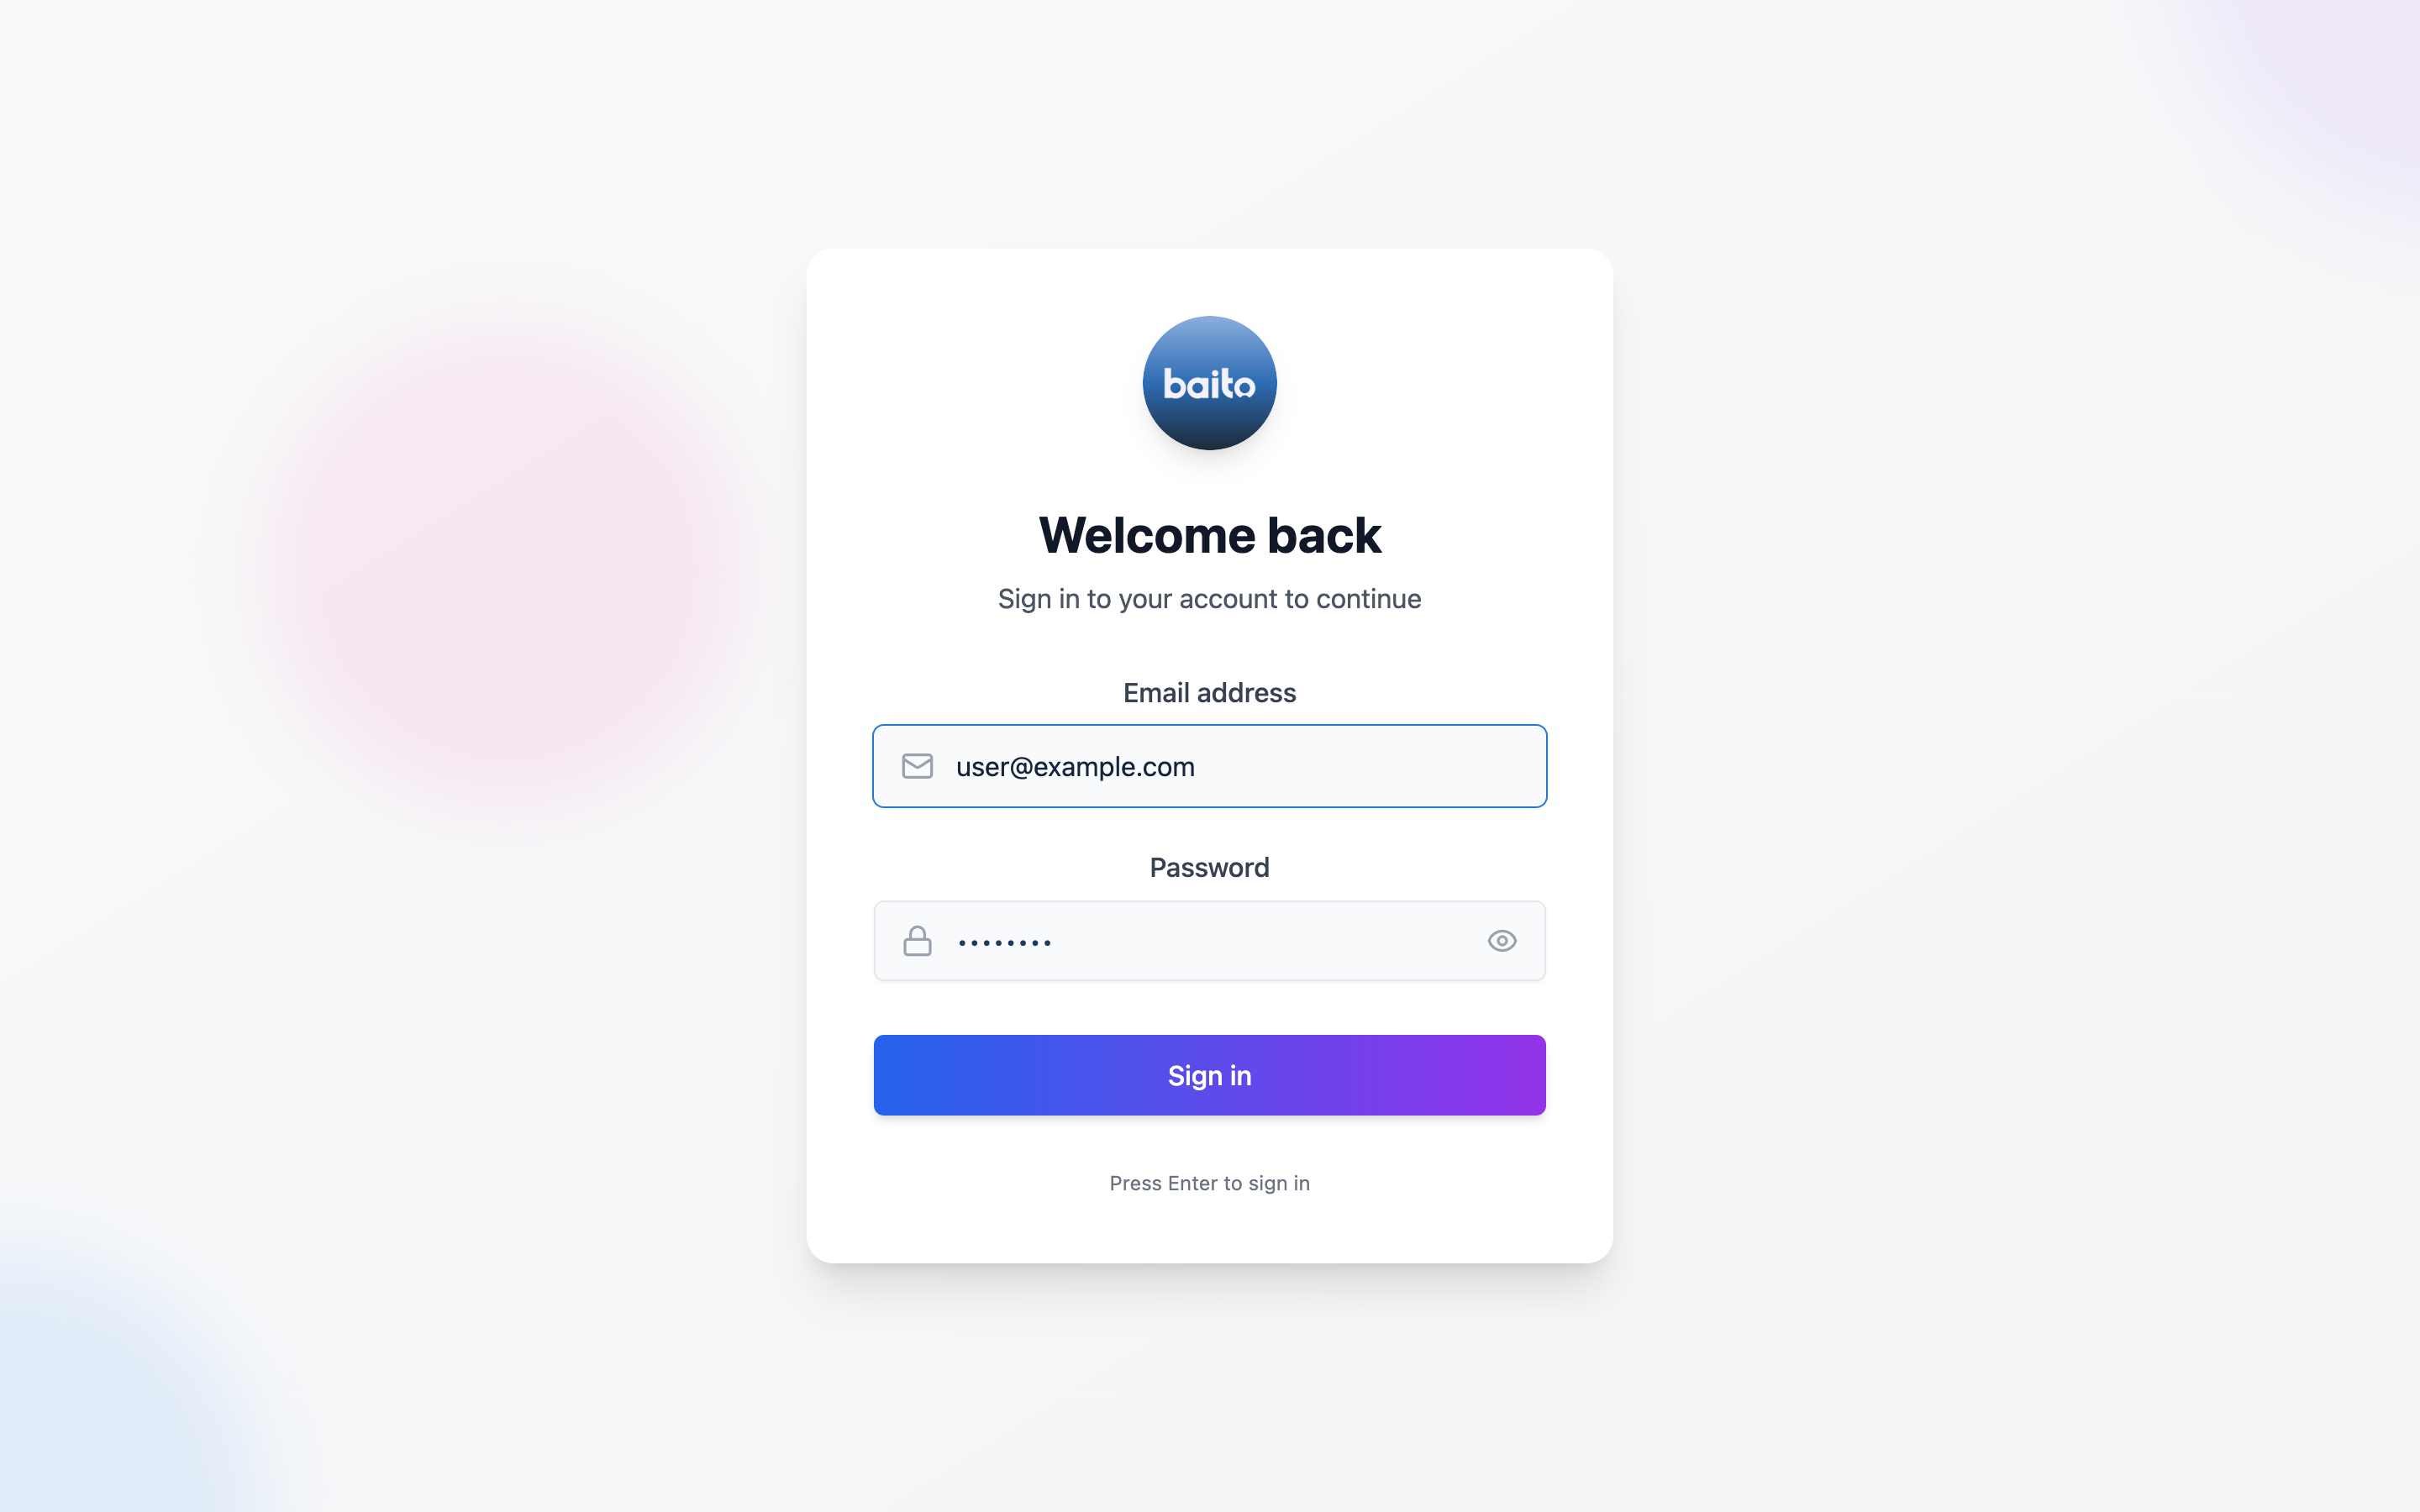 baito
Welcome back
Sign in to your account to continue
Email address
user@example.com
Password
••••••••
Sign in
Press Enter to sign in